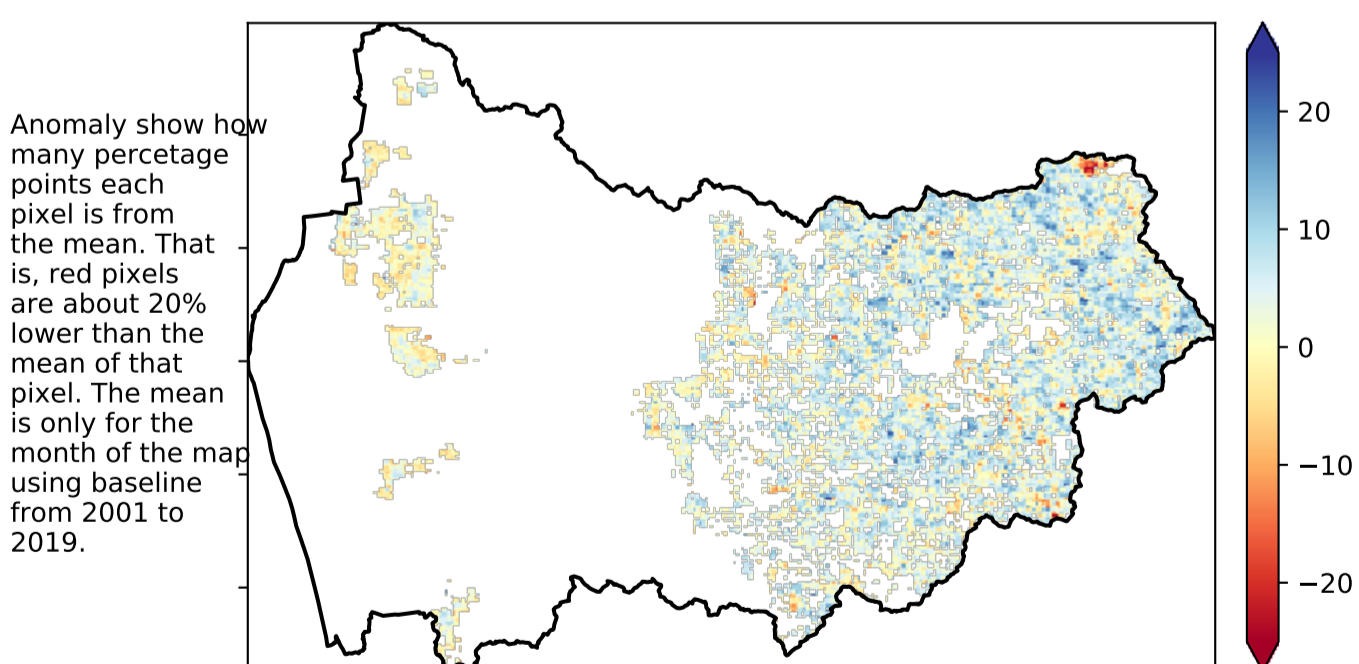 Anomaly show how
many percetage
points each
pixel is from
the mean. That
is, red pixels
are about 20%
lower than the
mean of that
pixel. The mean
is only for the
month of the map
using baseline
from 2001 to
2019.
20
10
0
−10
−20